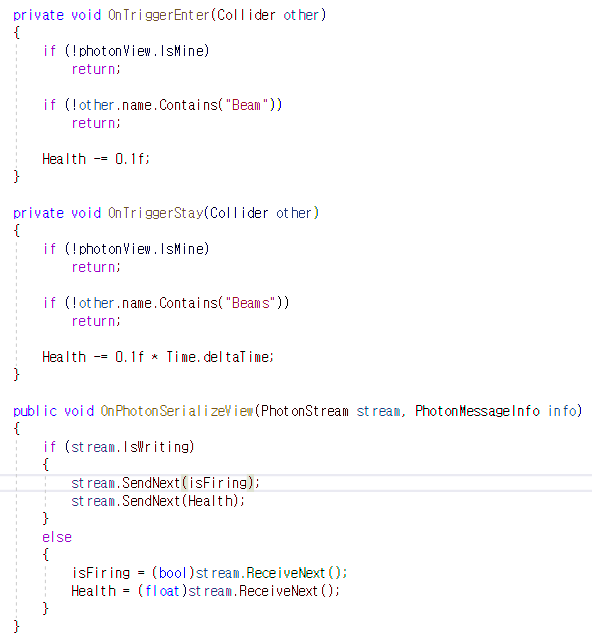 private void OnTriggerEnter(Collider other)
{
if (!photonView.IsMine)
return;
if (!other.name.Contains("Beam"))
return;
Health -= 0.1f;
}
private void OnTriggerStay(Collider other)
{
if (!photonView.IsMine)
return;
if (!other.name.Contains("Beams"))
return;
Health -= 0.1f * Time.deltaTime;
}
public void OnPhotonSerializeView(PhotonStream stream, PhotonMessageInfo info)
{
if (stream.IsWriting)
{
stream.SendNext(isFiring);
stream.SendNext(Health);
}
else
{
isFiring = (bool)stream.ReceiveNext();
Health = (float)stream.ReceiveNext();
}
}